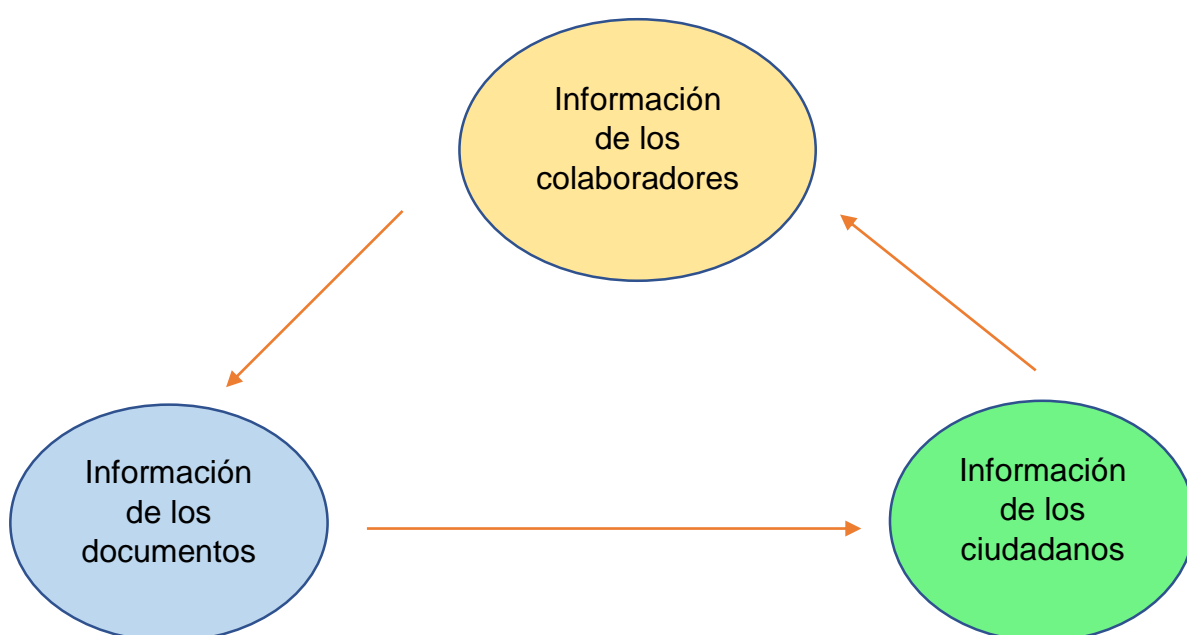 Información
de los
colaboradores
Información
de los
documentos
Información
de los
ciudadanos